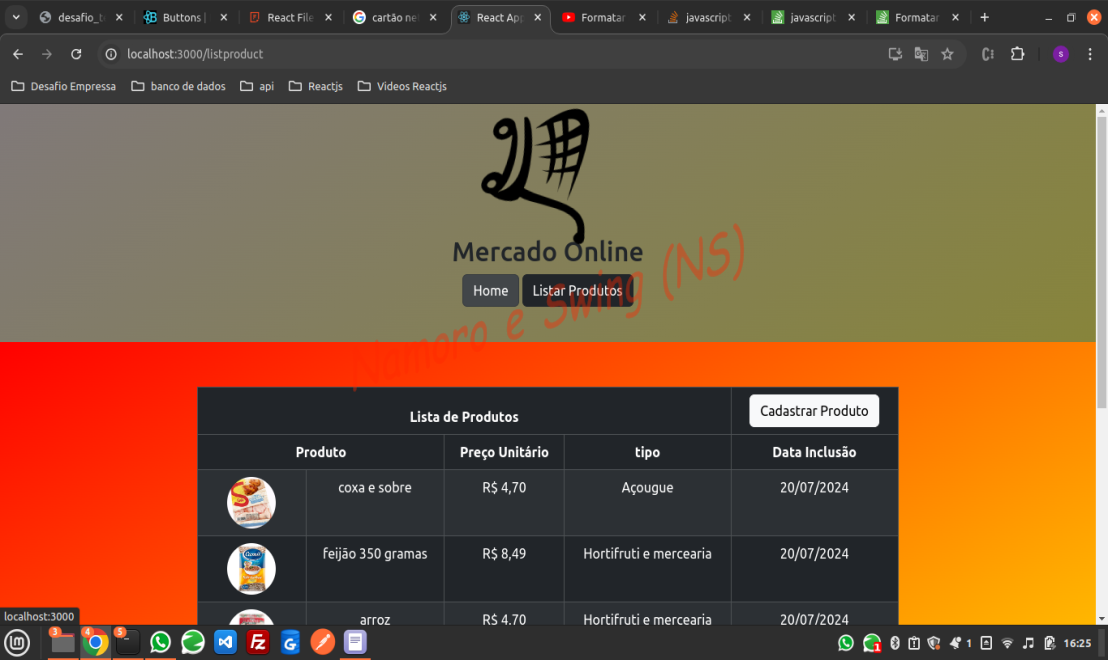 desafio_t
Buttons |
React File
cartão ne
React App
Formatar
javascript
javascript
Formatar
localhost:3000/listproduct
S
Desafio Empressa
banco de dados
api
Reactjs
Videos Reactjs
Mercado Online
Home
Listar Produtos
Namoro e Swing (NS)
Lista de Produtos
Cadastrar Produto
Produto
Preço Unitário
tipo
Data Inclusão
coxa e sobre
R$ 4,70
Açougue
20/07/2024
feijão 350 gramas
R$ 8,49
Hortifruti e mercearia
20/07/2024
arroz
R$ 4,70
Hortifruti e mercearia
20/07/2024
localhost:3000
3
4
5
1
1
16:25